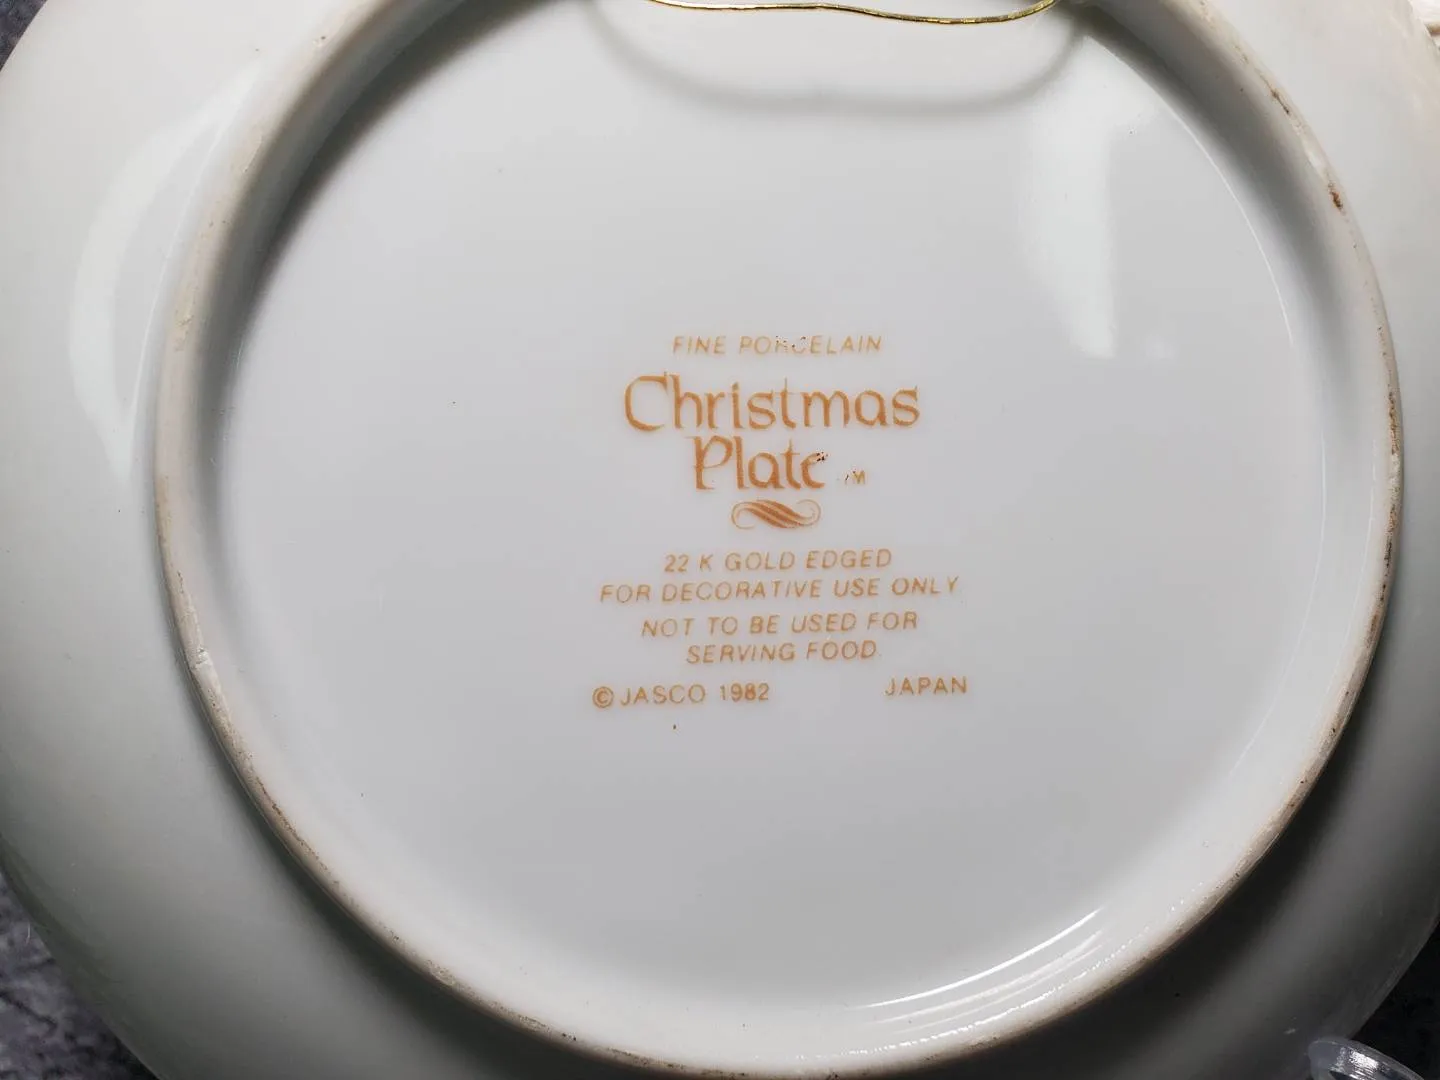 FINE PORCELAIN
Christmas
Plate TM
22 K GOLD EDGED
FOR DECORATIVE USE ONLY
NOT TO BE USED FOR
SERVING FOOD
© JASCO 1982 JAPAN